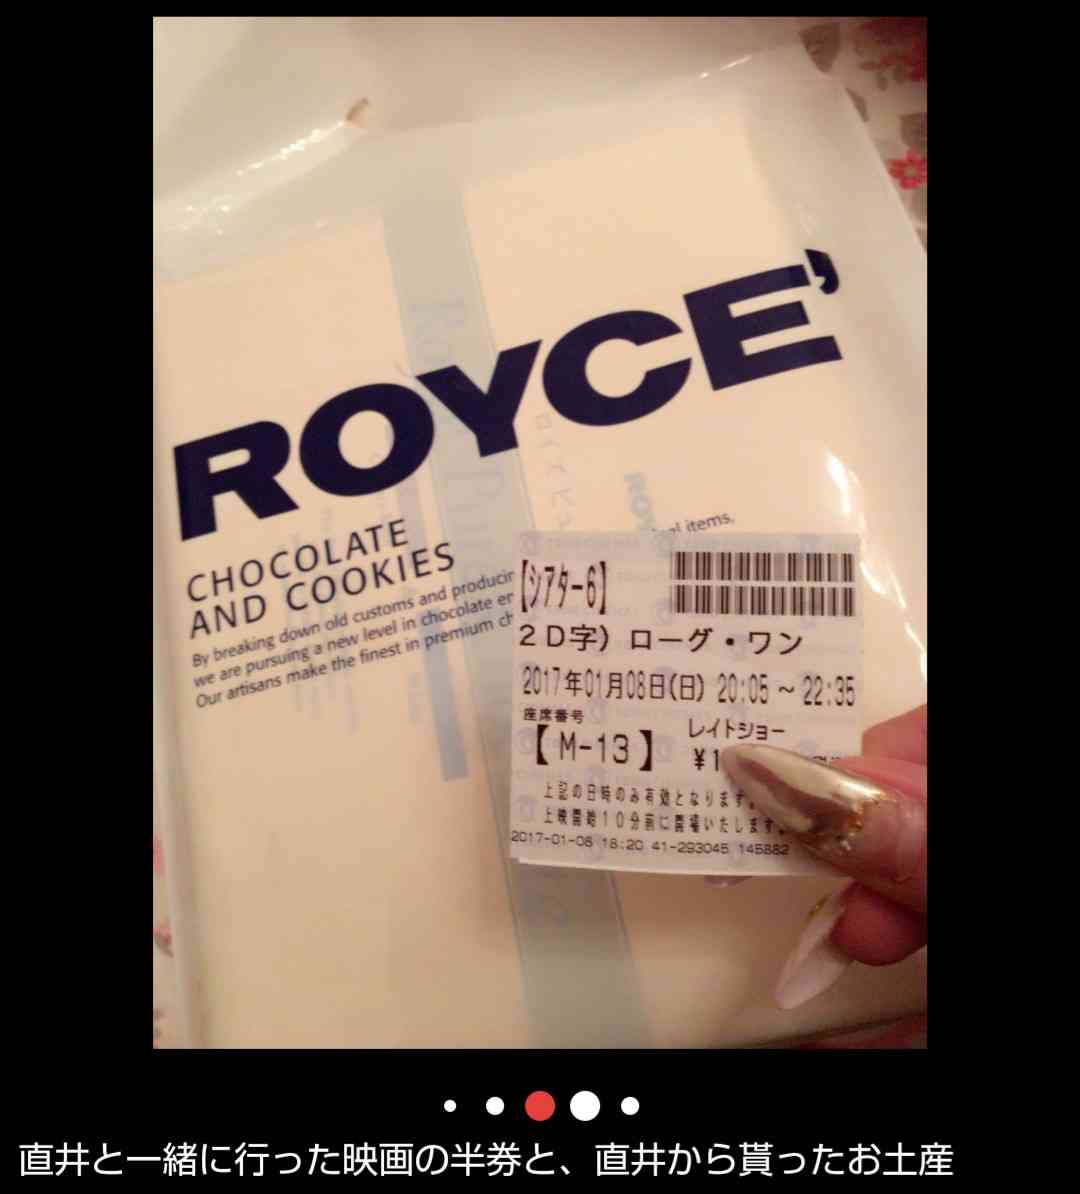 ROYCE'
CHOCOLATE
AND COOKIES
By breaking down old customs and producing
we are pursuing a new level in chocolate
Our artisans make the finest in premium
items.
【シアター6】
2D字) ローグ・ワン
2017年01月08日(日) 20:05 ~ 22:35
座席番号
レイトショー
【 M-13 】
¥1
上記の日時のみ有効となります。
上映開始10分前に開場いたします。
2017-01-08 18:20 41-293045 145882
直井と一緒に行った映画の半券と、直井から貰ったお土産